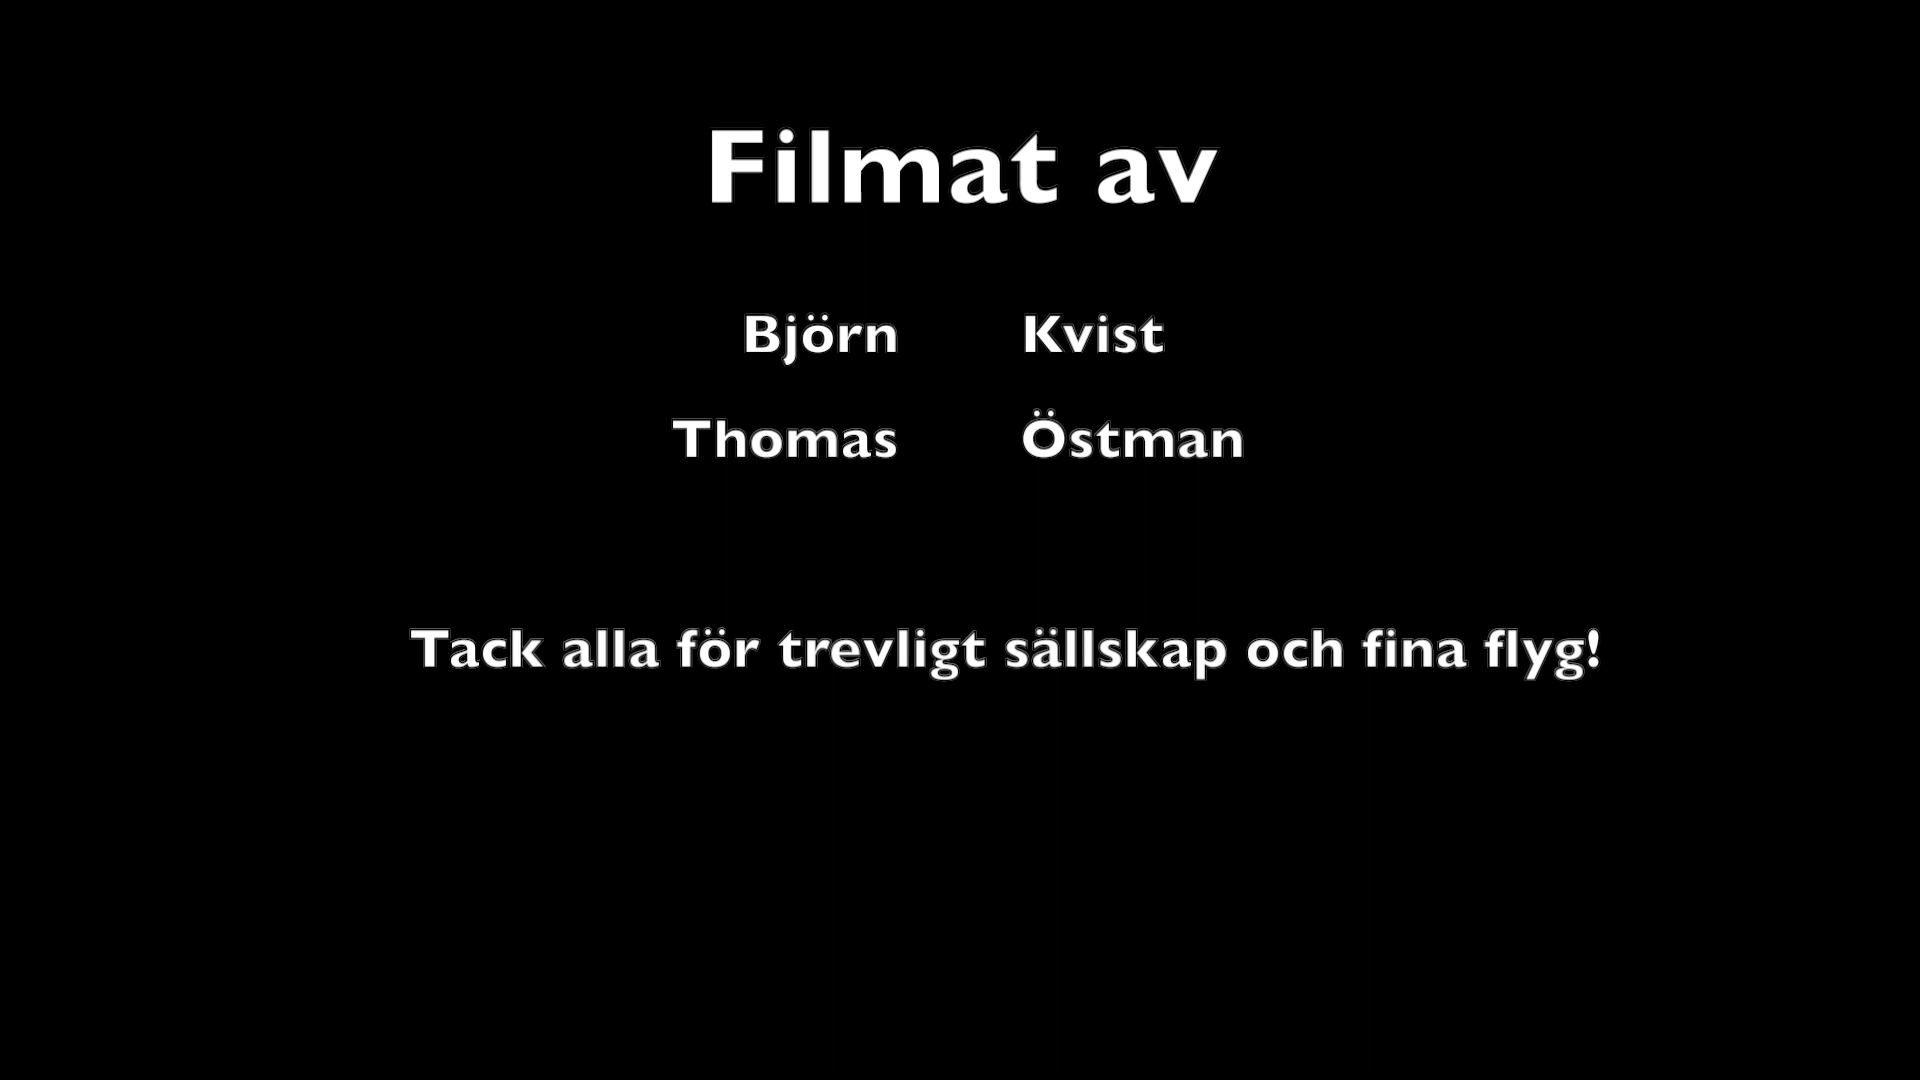 Filmat av
Björn Kvist
Thomas Östman
Tack alla för trevligt sällskap och fina flyg!